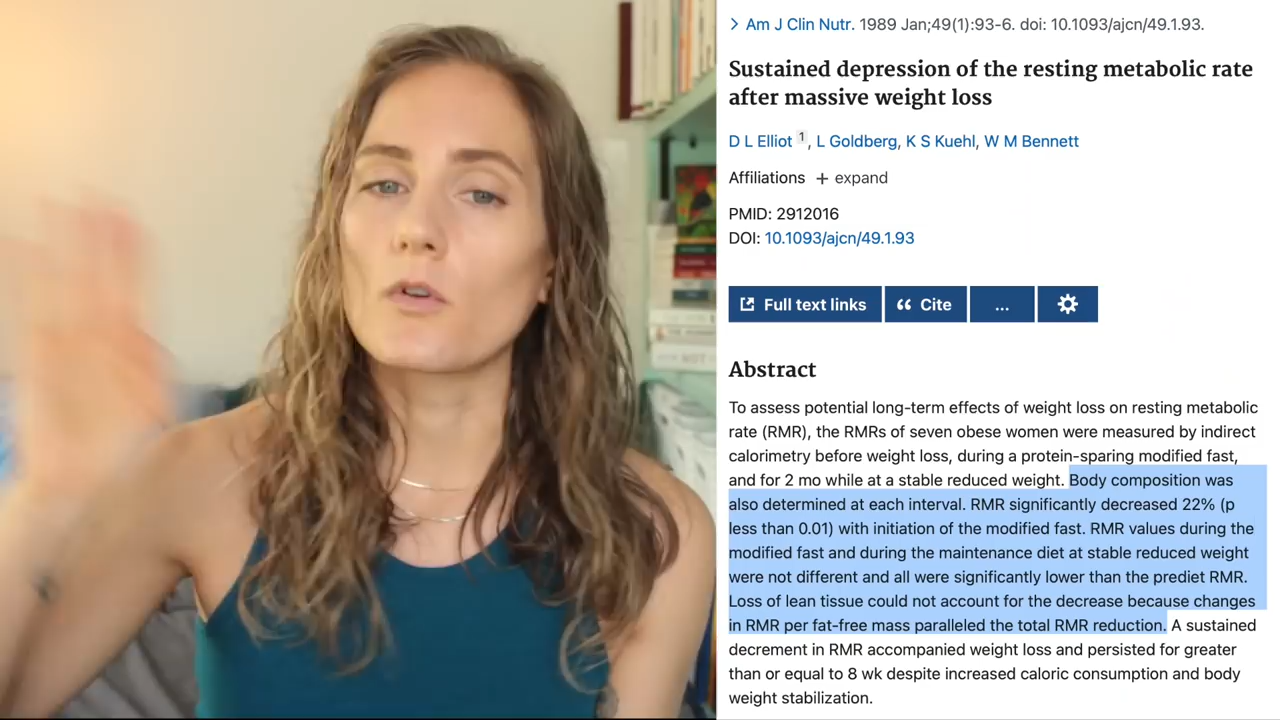 Am J Clin Nutr. 1989 Jan;49(1):93-6. doi: 10.1093/ajcn/49.1.93.
Sustained depression of the resting metabolic rate
after massive weight loss
D L Elliot 1, L Goldberg, K S Kuehl, W M Bennett
Affiliations + expand
PMID: 2912016
DOI: 10.1093/ajcn/49.1.93
Full text links
Cite
...
Abstract
To assess potential long-term effects of weight loss on resting metabolic
rate (RMR), the RMRs of seven obese women were measured by indirect
calorimetry before weight loss, during a protein-sparing modified fast,
and for 2 mo while at a stable reduced weight. Body composition was
also determined at each interval. RMR significantly decreased 22% (p
less than 0.01) with initiation of the modified fast. RMR values during the
modified fast and during the maintenance diet at stable reduced weight
were not different and all were significantly lower than the prediet RMR.
Loss of lean tissue could not account for the decrease because changes
in RMR per fat-free mass paralleled the total RMR reduction. A sustained
decrement in RMR accompanied weight loss and persisted for greater
than or equal to 8 wk despite increased caloric consumption and body
weight stabilization.